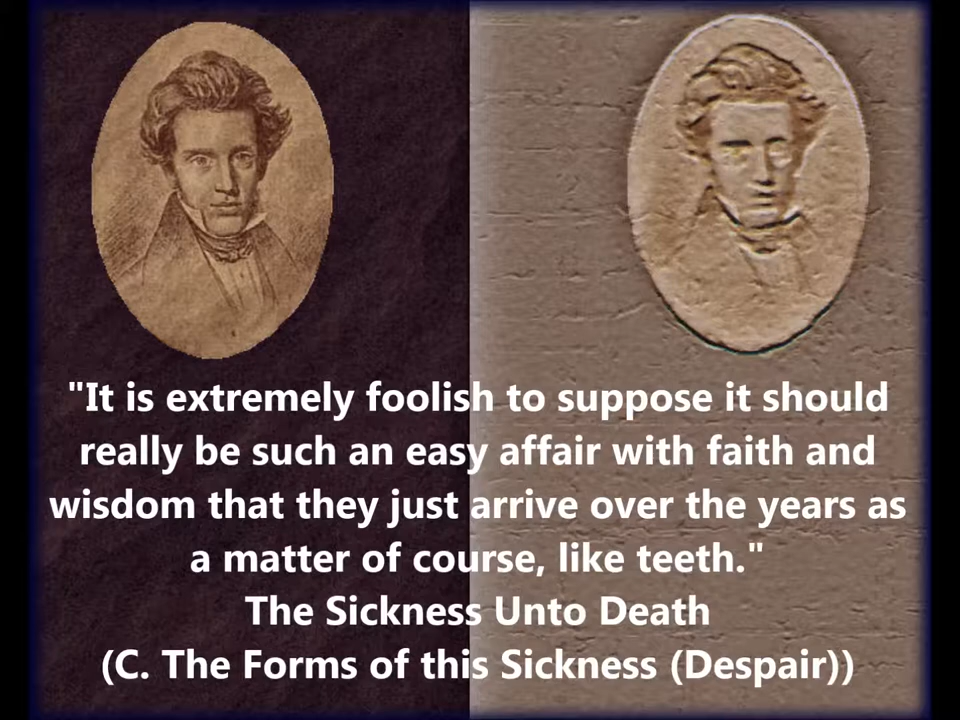 "It is extremely foolish to suppose it should
really be such an easy affair with faith and
wisdom that they just arrive over the years as
a matter of course, like teeth."
The Sickness Unto Death
(C. The Forms of this Sickness (Despair))